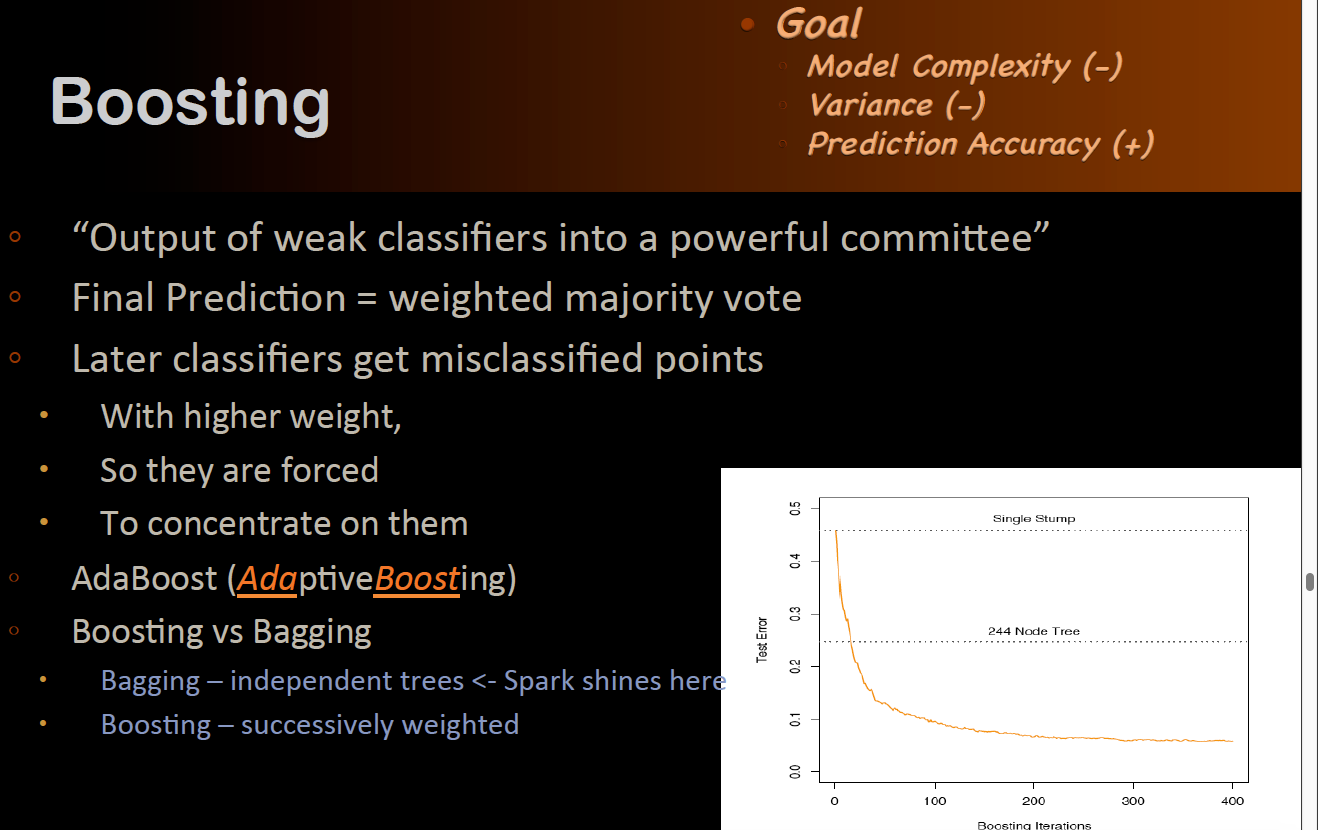 Goal
Model Complexity (-)
Variance (-)
Prediction Accuracy (+)
Boosting
“Output of weak classifiers into a powerful committee”
Final Prediction = weighted majority vote
Later classifiers get misclassified points
With higher weight,
So they are forced
To concentrate on them
AdaBoost (AdaptiveBoosting)
Boosting vs Bagging
Bagging – independent trees <- Spark shines here
Boosting – successively weighted
Single Stump
244 Node Tree
Test Error
0.5
0.4
0.3
0.2
0.1
0.0
0 100 200 300 400
Boosting Iterations